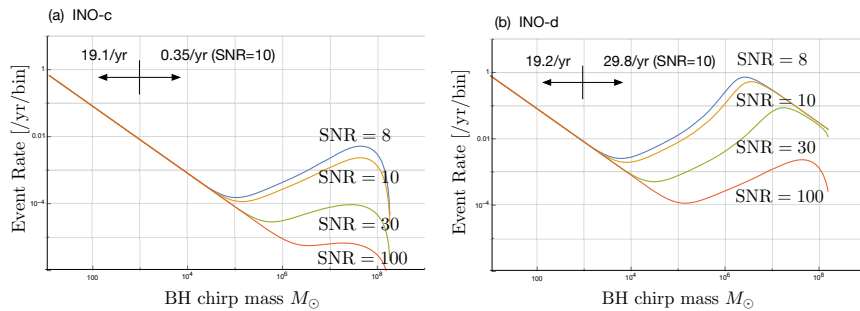 (a) INO-c
19.1/yr 0.35/yr (SNR=10)
Event Rate [/yr/bin]
1
0.01
10⁻⁴
SNR = 8
SNR = 10
SNR = 30
SNR = 100
100 10⁴ 10⁶ 10⁸
BH chirp mass M⊙
(b) INO-d
19.2/yr 29.8/yr (SNR=10)
Event Rate [/yr/bin]
1
0.01
10⁻⁴
SNR = 8
SNR = 10
SNR = 30
SNR = 100
100 10⁴ 10⁶ 10⁸
BH chirp mass M⊙